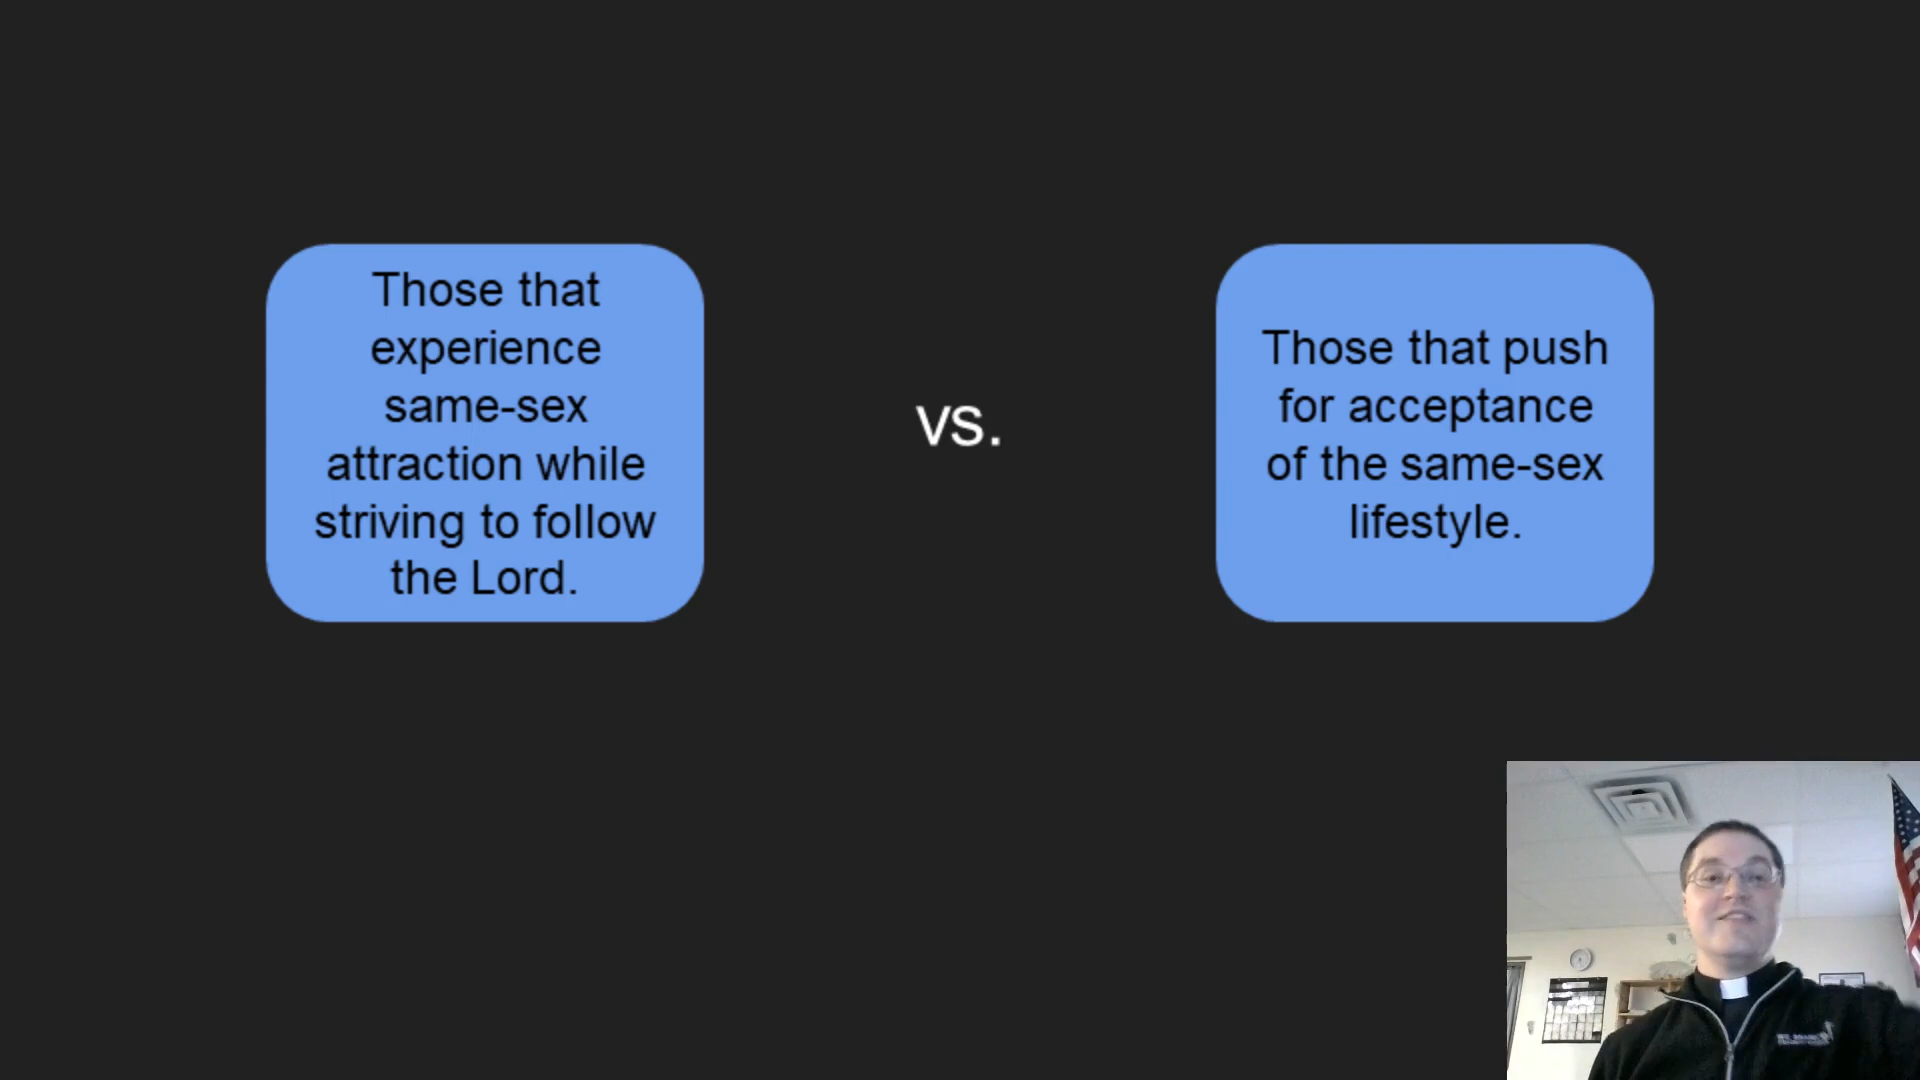 Those that
experience
same-sex
attraction while
striving to follow
the Lord.
vs.
Those that push
for acceptance
of the same-sex
lifestyle.